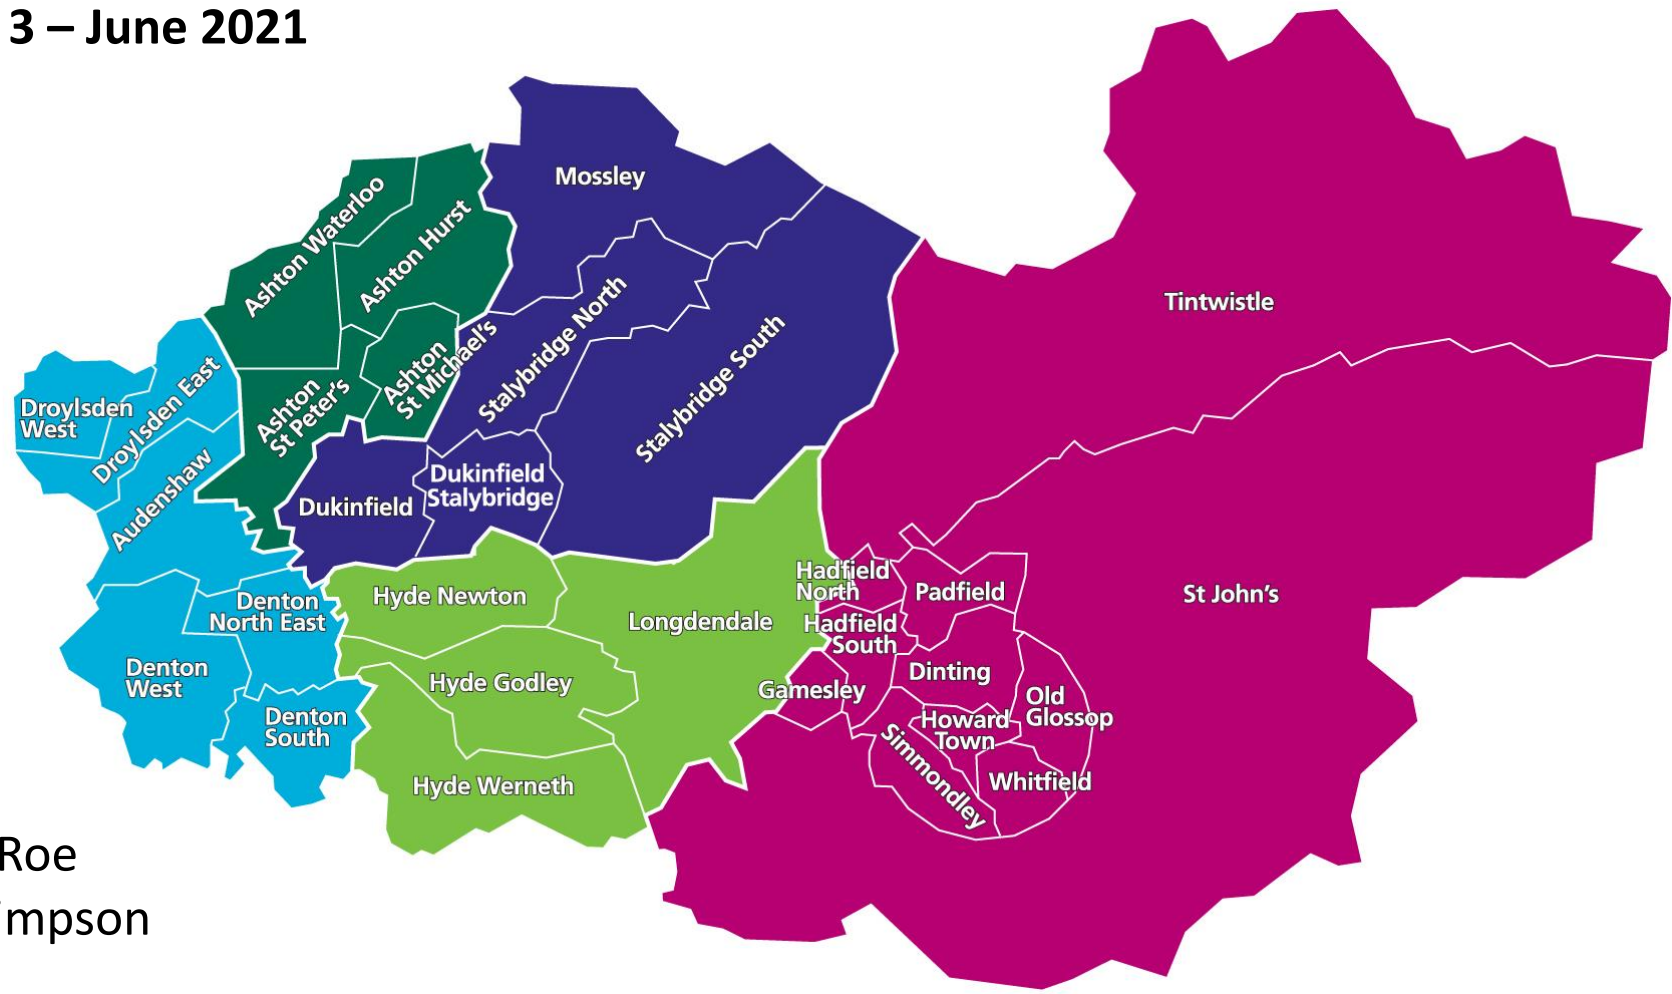 3 – June 2021
Mossley
Ashton Waterloo
Ashton Hurst
Tintwistle
Stalybridge North
Stalybridge South
Ashton
St Michael's
Ashton
St Peter's
Droylsden
West
Droylsden East
Audenshaw
Dukinfield
Dukinfield
Stalybridge
Hadfield
North
Padfield
St John's
Hyde Newton
Longdendale
Denton
North East
Hadfield
South
Denton
West
Hyde Godley
Gamesley
Dinting
Old
Glossop
Denton
South
Howard
Town
Simmondley
Whitfield
Hyde Werneth
Roe
impson